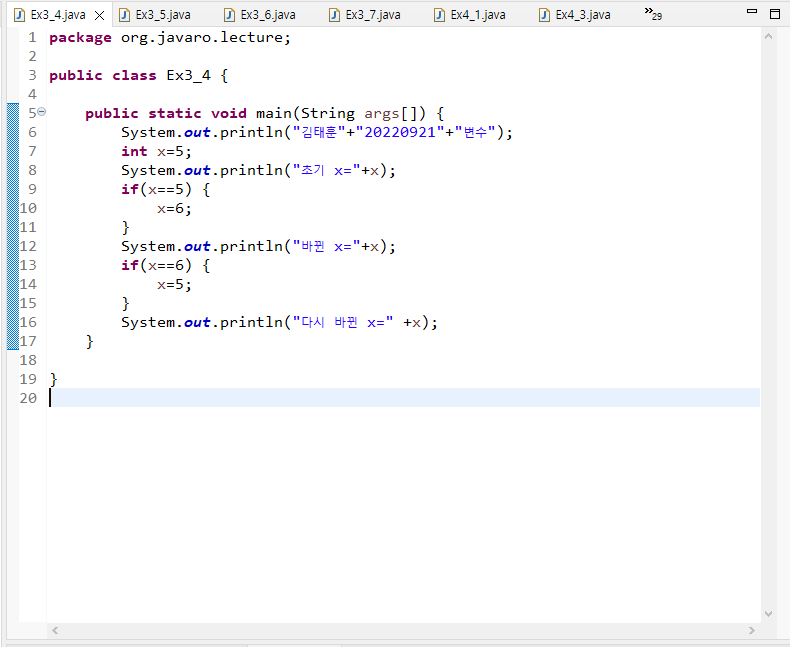 Ex3_4.java Ex3_5.java Ex3_6.java Ex3_7.java Ex4_1.java Ex4_3.java »29
1 package org.javaro.lecture;
2
3 public class Ex3_4 {
4
5 public static void main(String args[]) {
6 System.out.println("김태훈"+"20220921"+"변수");
7 int x=5;
8 System.out.println("초기 x="+x);
9 if(x==5) {
10 x=6;
11 }
12 System.out.println("바뀐 x="+x);
13 if(x==6) {
14 x=5;
15 }
16 System.out.println("다시 바뀐 x=" +x);
17 }
18
19 }
20